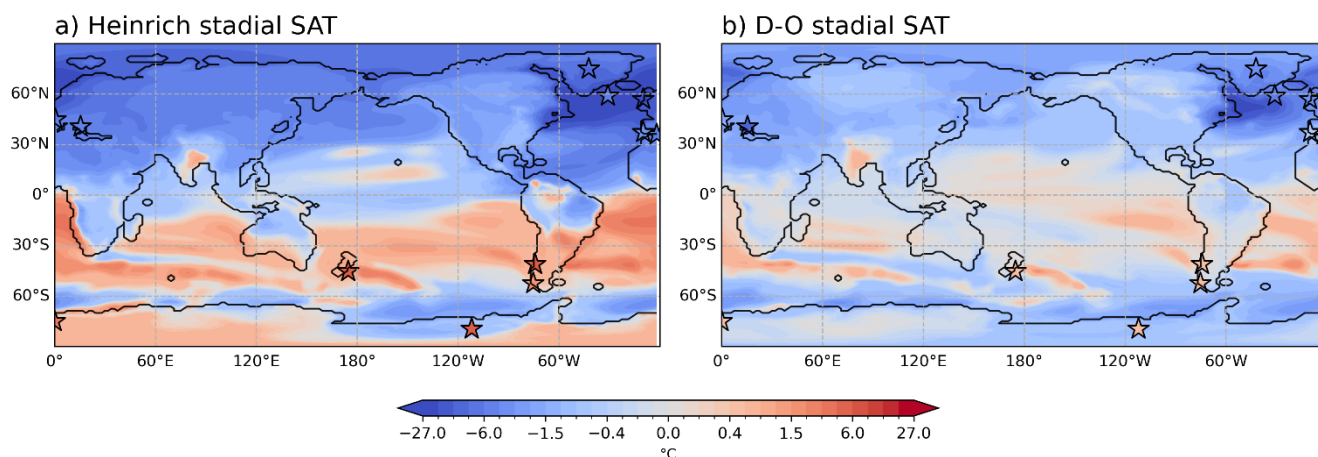 a) Heinrich stadial SAT
b) D-O stadial SAT
60°N
30°N
0°
30°S
60°S
0° 60°E 120°E 180° 120°W 60°W
60°N
30°N
0°
30°S
60°S
0° 60°E 120°E 180° 120°W 60°W
−27.0 −6.0 −1.5 −0.4 0.0 0.4 1.5 6.0 27.0
°C